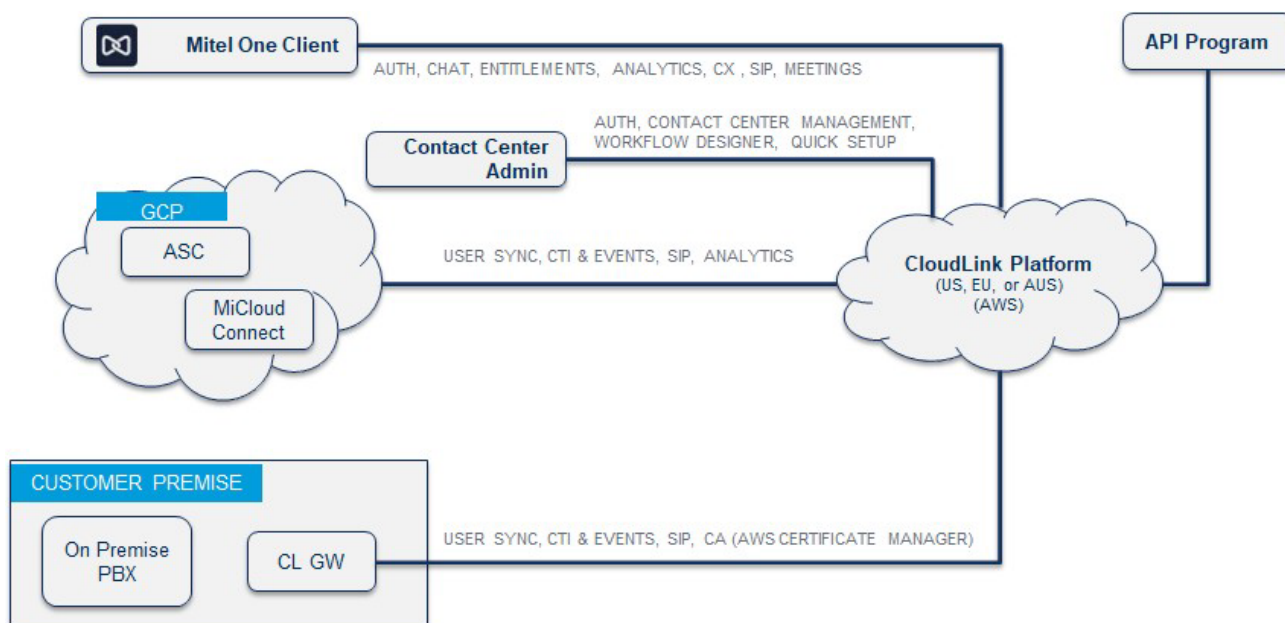 Mitel One Client
API Program
AUTH, CHAT, ENTITLEMENTS, ANALYTICS, CX , SIP, MEETINGS
AUTH, CONTACT CENTER MANAGEMENT,
WORKFLOW DESIGNER, QUICK SETUP
Contact Center
Admin
GCP
ASC
MiCloud
Connect
USER SYNC, CTI & EVENTS, SIP, ANALYTICS
CloudLink Platform
(US, EU, or AUS)
(AWS)
CUSTOMER PREMISE
On Premise
PBX
CL GW
USER SYNC, CTI & EVENTS, SIP, CA (AWS CERTIFICATE MANAGER)